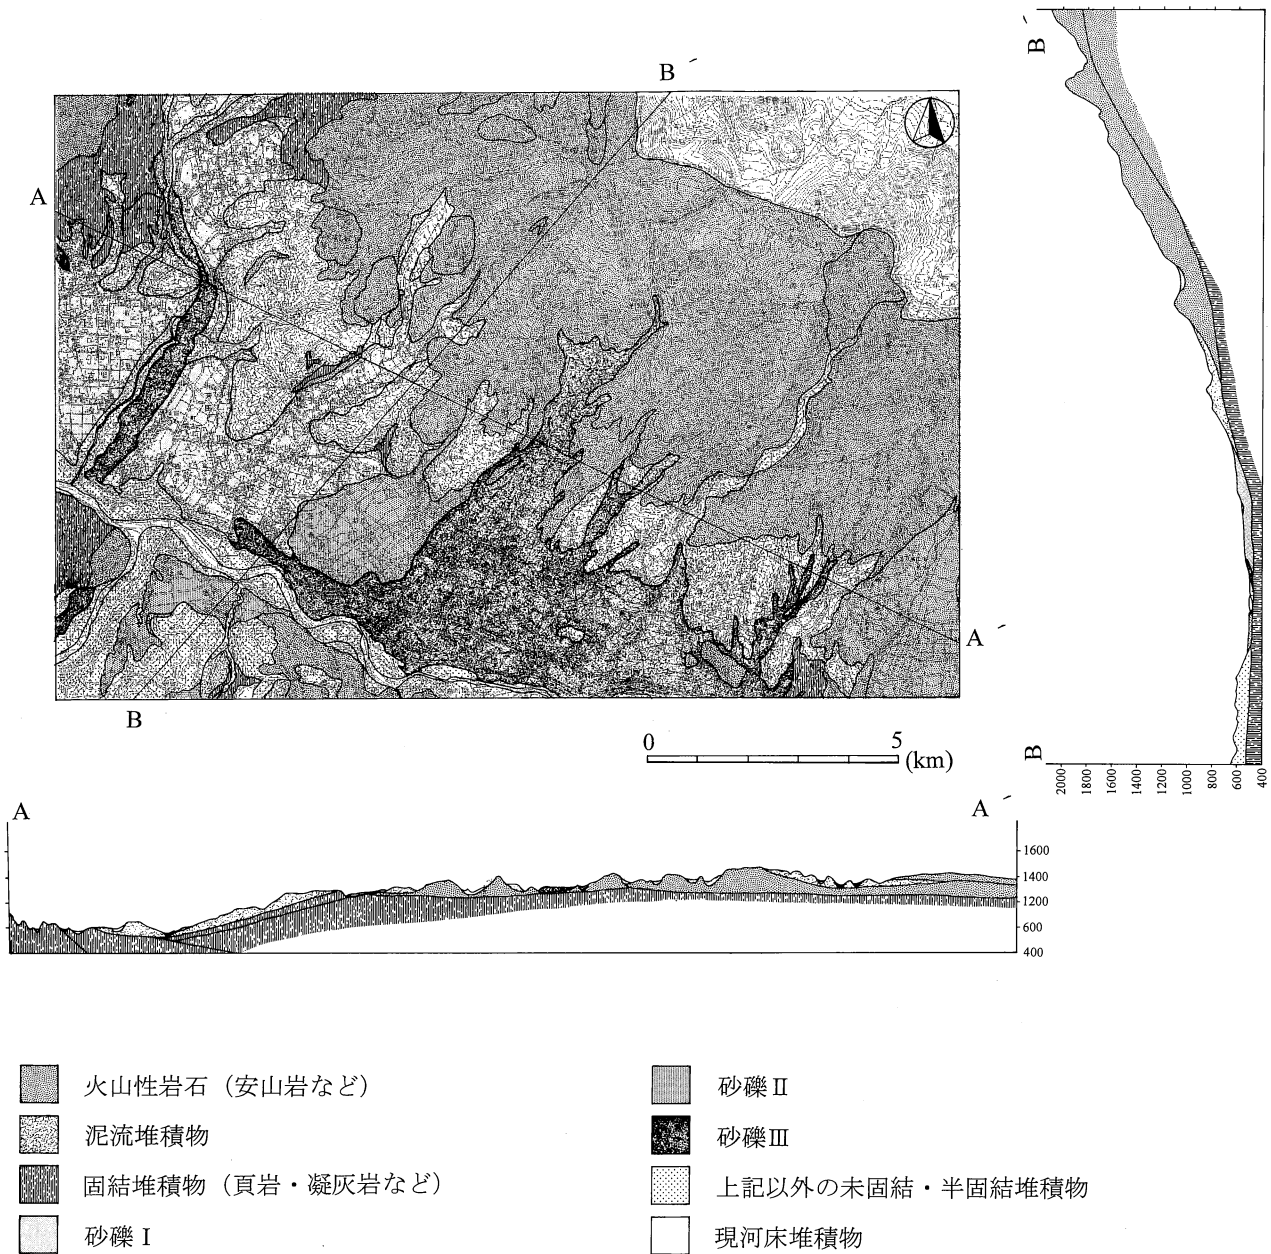 B ′
B ′
A
A ′
B
0 5
(km)
B
2000
1800
1600
1400
1200
1000
800
600
400
A
A ′
1600
1400
1200
600
400
火山性岩石（安山岩など）
泥流堆積物
固結堆積物（頁岩・凝灰岩など）
砂礫Ⅰ
砂礫Ⅱ
砂礫Ⅲ
上記以外の未固結・半固結堆積物
現河床堆積物